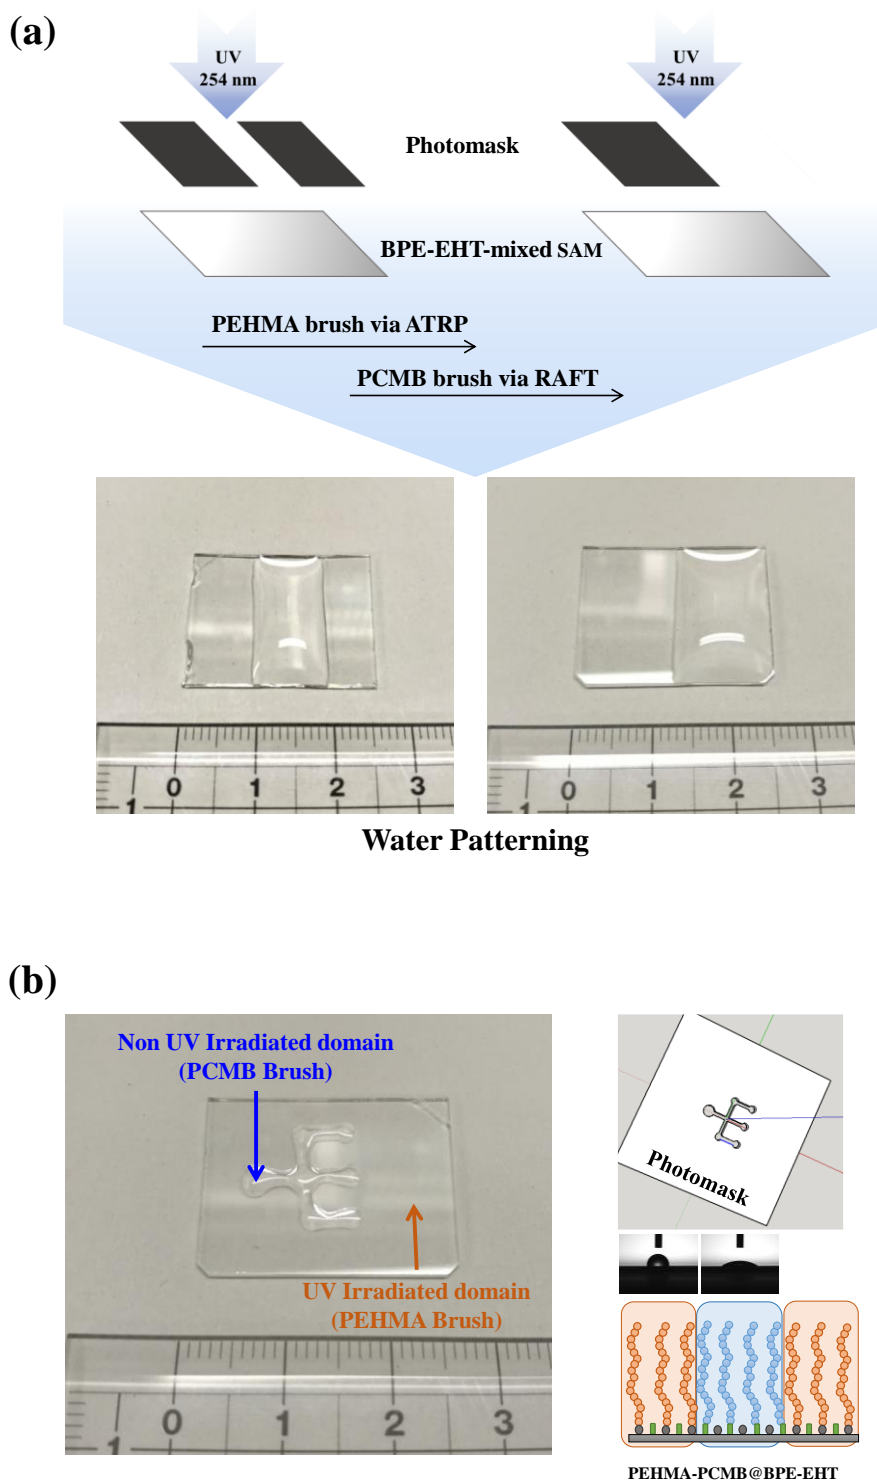 (a)
UV
254 nm
UV
254 nm
Photomask
BPE-EHT-mixed SAM
PEHMA brush via ATRP
PCMB brush via RAFT
0 1 2 3
1
0 1 2 3
1
Water Patterning
(b)
Non UV Irradiated domain
(PCMB Brush)
UV Irradiated domain
(PEHMA Brush)
0 1 2 3
Photomask
PEHMA-PCMB@BPE-EHT